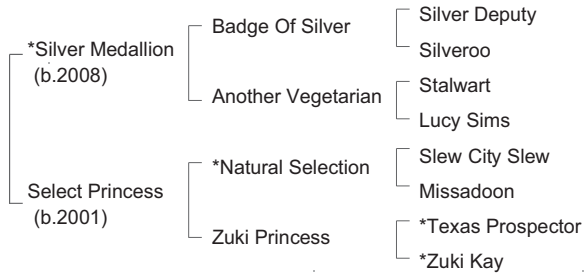 *Silver Medallion
(b.2008)
Select Princess
(b.2001)
Badge Of Silver
Another Vegetarian
*Natural Selection
Zuki Princess
Silver Deputy
Silveroo
Stalwart
Lucy Sims
Slew City Slew
Missadoon
*Texas Prospector
*Zuki Kay